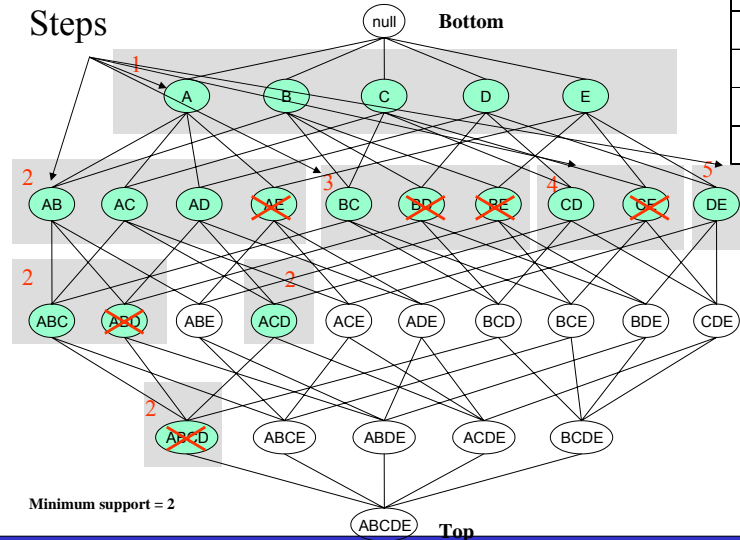 Steps
null Bottom
1
A B C D E
2 3 4 5
AB AC AD AE BC BD BE CD CE DE
2 2
ABC ABD ABE ACD ACE ADE BCD BCE BDE CDE
2
ABCD ABCE ABDE ACDE BCDE
Minimum support = 2
ABCDE Top